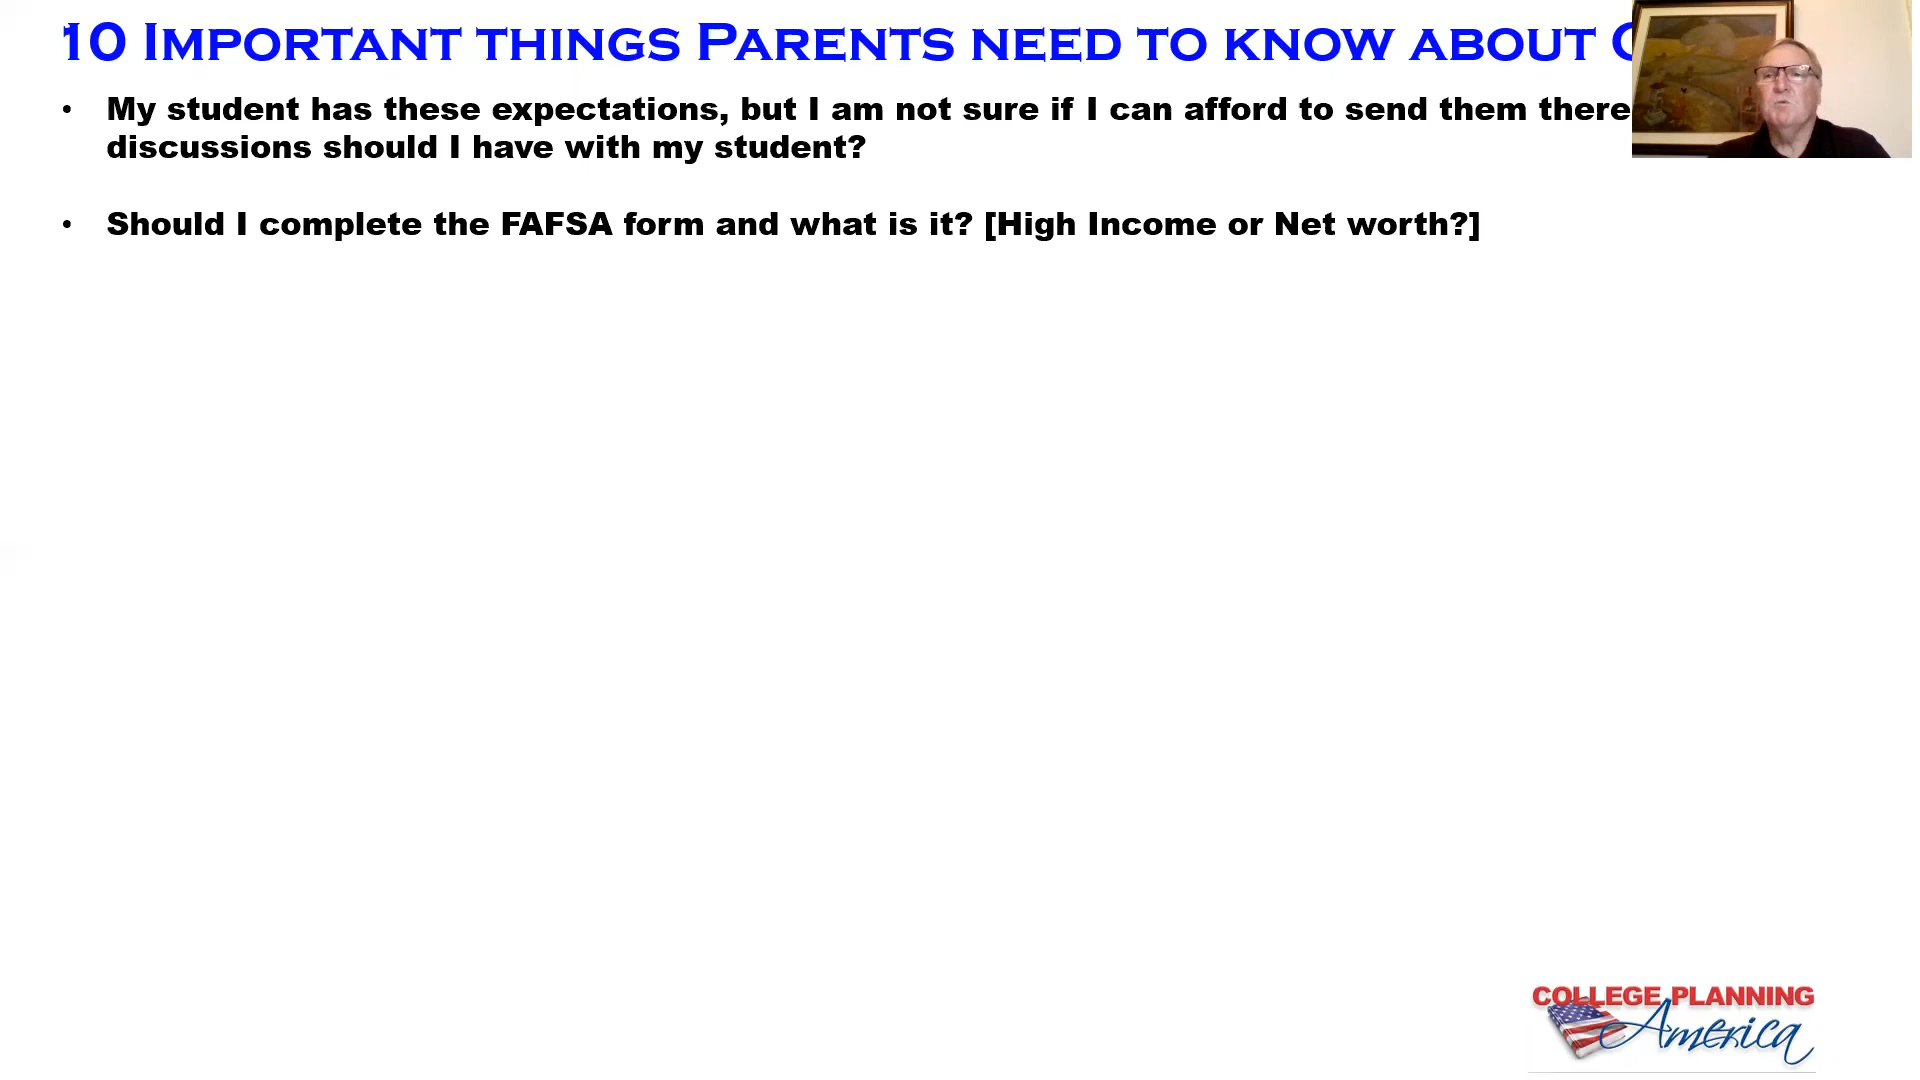 10 Important things Parents need to know about
My student has these expectations, but I am not sure if I can afford to send them there
discussions should I have with my student?
Should I complete the FAFSA form and what is it? [High Income or Net worth?]
COLLEGE PLANNING
America